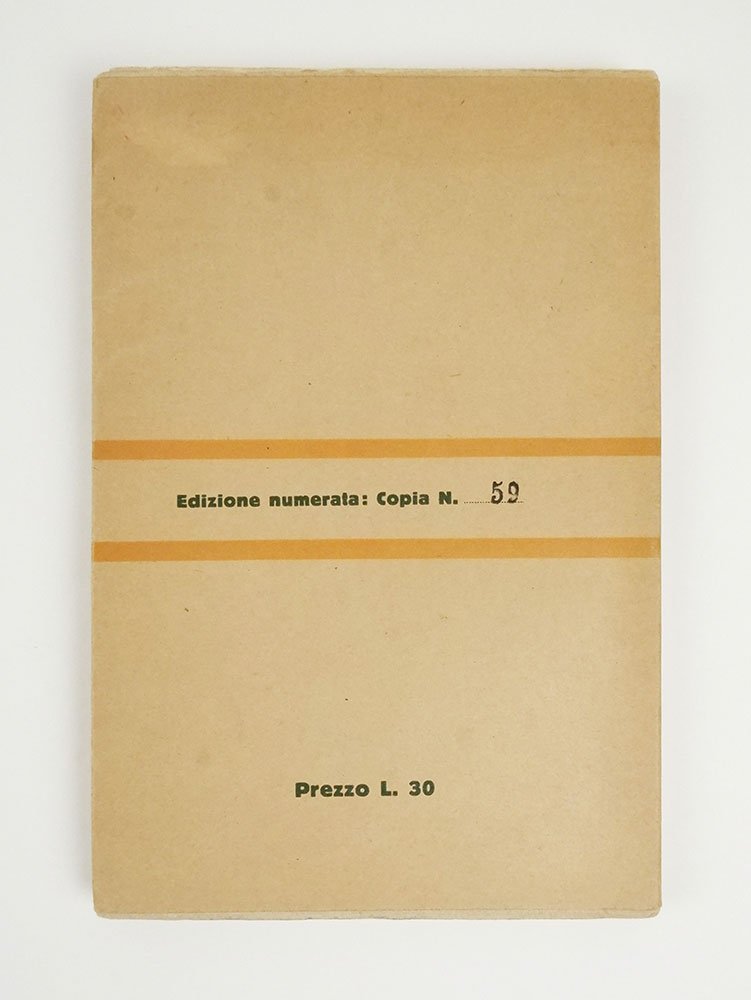 Edizione numerata: Copia N. 59
Prezzo L. 30